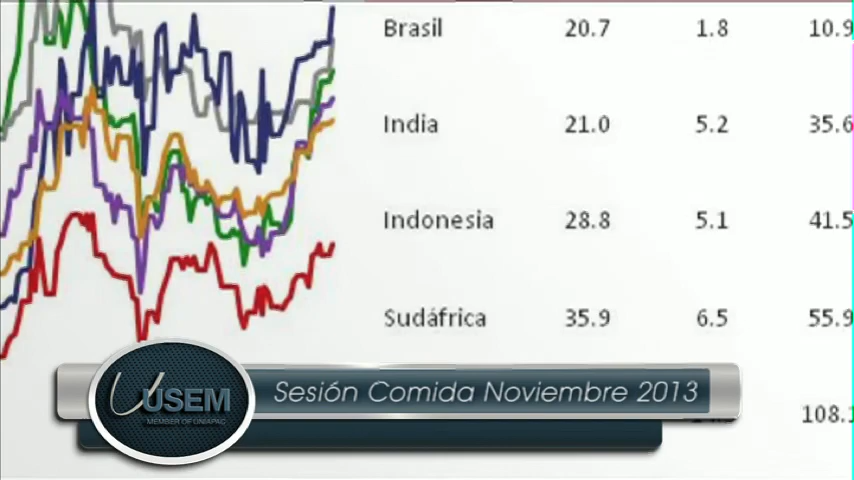 Brasil 20.7 1.8 10.9
India 21.0 5.2 35.6
Indonesia 28.8 5.1 41.5
Sudáfrica 35.9 6.5 55.9
108.1
USEM
MEMBER OF UNIAPAC
Sesión Comida Noviembre 2013